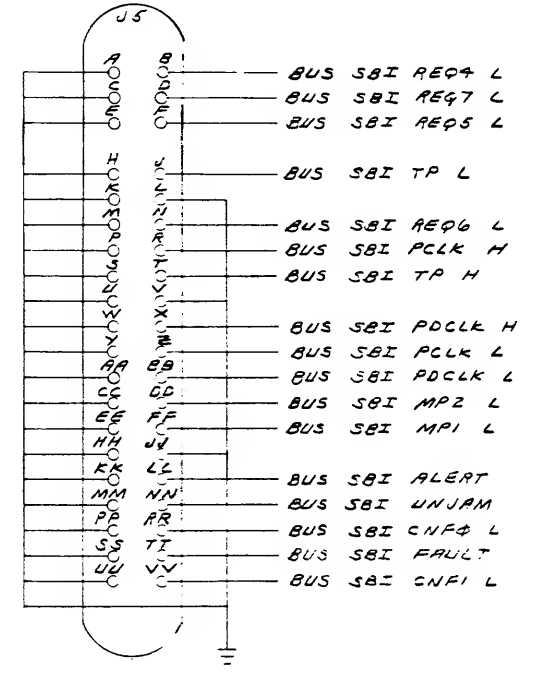 J5
A B BUS SBI REQ4 L
C D BUS SBI REQ7 L
E F BUS SBI REQ5 L
H J BUS SBI TP L
K L
M N BUS SBI REQ6 L
P R BUS SBI PCLK H
S T BUS SBI TP H
U V
W X BUS SBI PDCLK H
Y Z BUS SBI PCLK L
AA BB BUS SBI PDCLK L
CC DD BUS SBI MP2 L
EE FF BUS SBI MP1 L
HH JJ
KK LL BUS SBI ALERT
MM NN BUS SBI UNJAM
PP RR BUS SBI CNFØ L
SS TT BUS SBI FAULT
UU VV BUS SBI CNF1 L